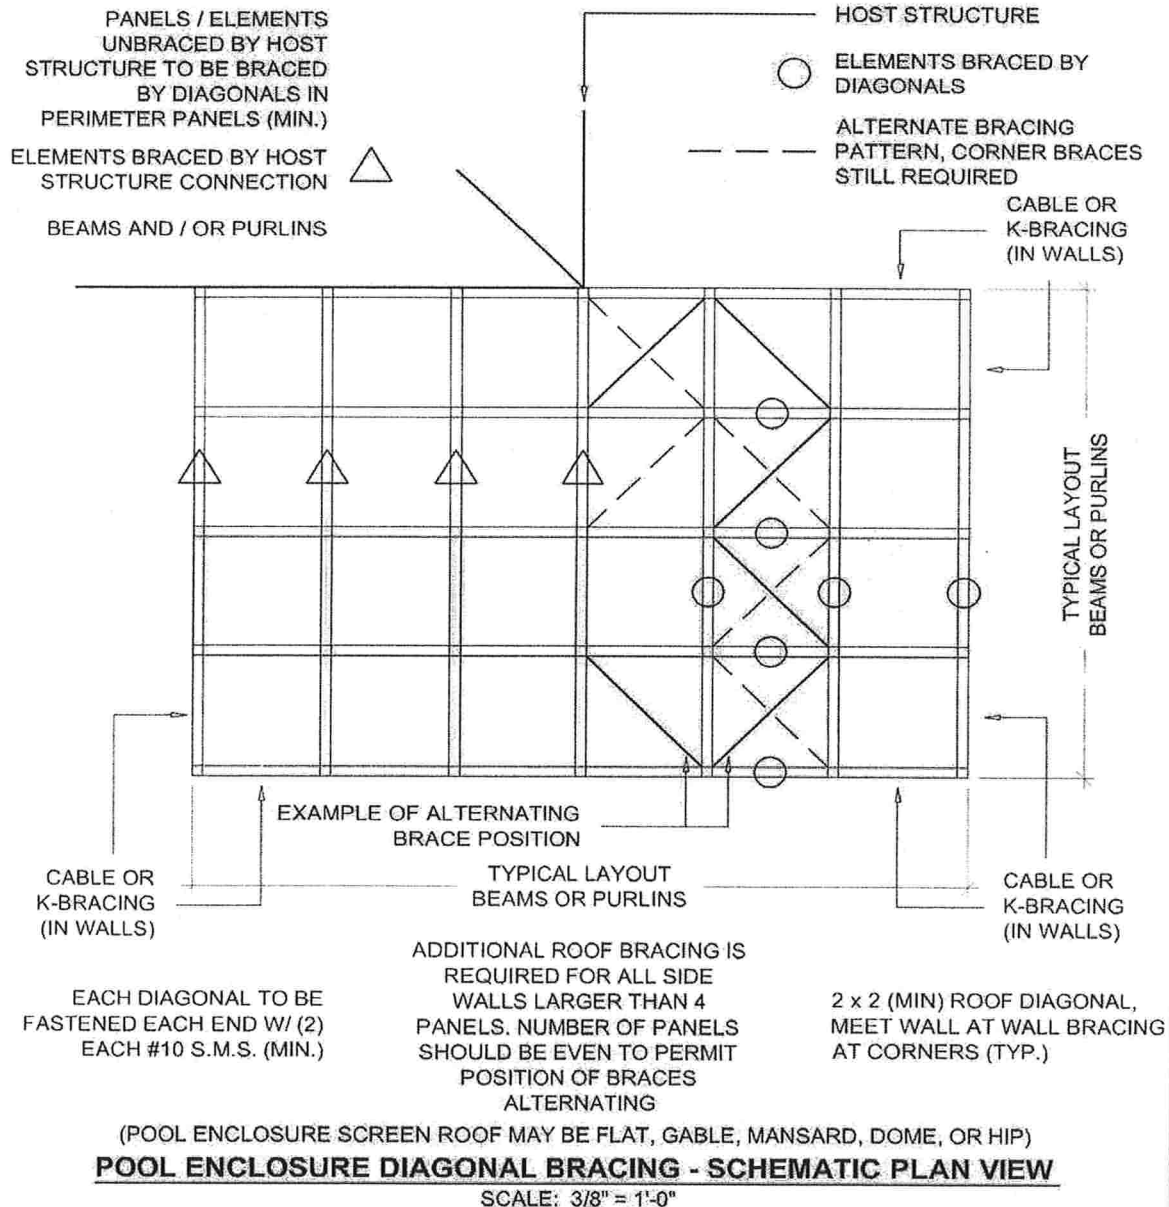 PANELS / ELEMENTS
UNBRACED BY HOST
STRUCTURE TO BE BRACED
BY DIAGONALS IN
PERIMETER PANELS (MIN.)
ELEMENTS BRACED BY HOST
STRUCTURE CONNECTION
BEAMS AND / OR PURLINS
HOST STRUCTURE
ELEMENTS BRACED BY
DIAGONALS
ALTERNATE BRACING
PATTERN, CORNER BRACES
STILL REQUIRED
CABLE OR
K-BRACING
(IN WALLS)
TYPICAL LAYOUT
BEAMS OR PURLINS
EXAMPLE OF ALTERNATING
BRACE POSITION
TYPICAL LAYOUT
BEAMS OR PURLINS
CABLE OR
K-BRACING
(IN WALLS)
CABLE OR
K-BRACING
(IN WALLS)
EACH DIAGONAL TO BE
FASTENED EACH END W/ (2)
EACH #10 S.M.S. (MIN.)
ADDITIONAL ROOF BRACING IS
REQUIRED FOR ALL SIDE
WALLS LARGER THAN 4
PANELS. NUMBER OF PANELS
SHOULD BE EVEN TO PERMIT
POSITION OF BRACES
ALTERNATING
2 x 2 (MIN) ROOF DIAGONAL,
MEET WALL AT WALL BRACING
AT CORNERS (TYP.)
(POOL ENCLOSURE SCREEN ROOF MAY BE FLAT, GABLE, MANSARD, DOME, OR HIP)
POOL ENCLOSURE DIAGONAL BRACING - SCHEMATIC PLAN VIEW
SCALE: 3/8" = 1'-0"